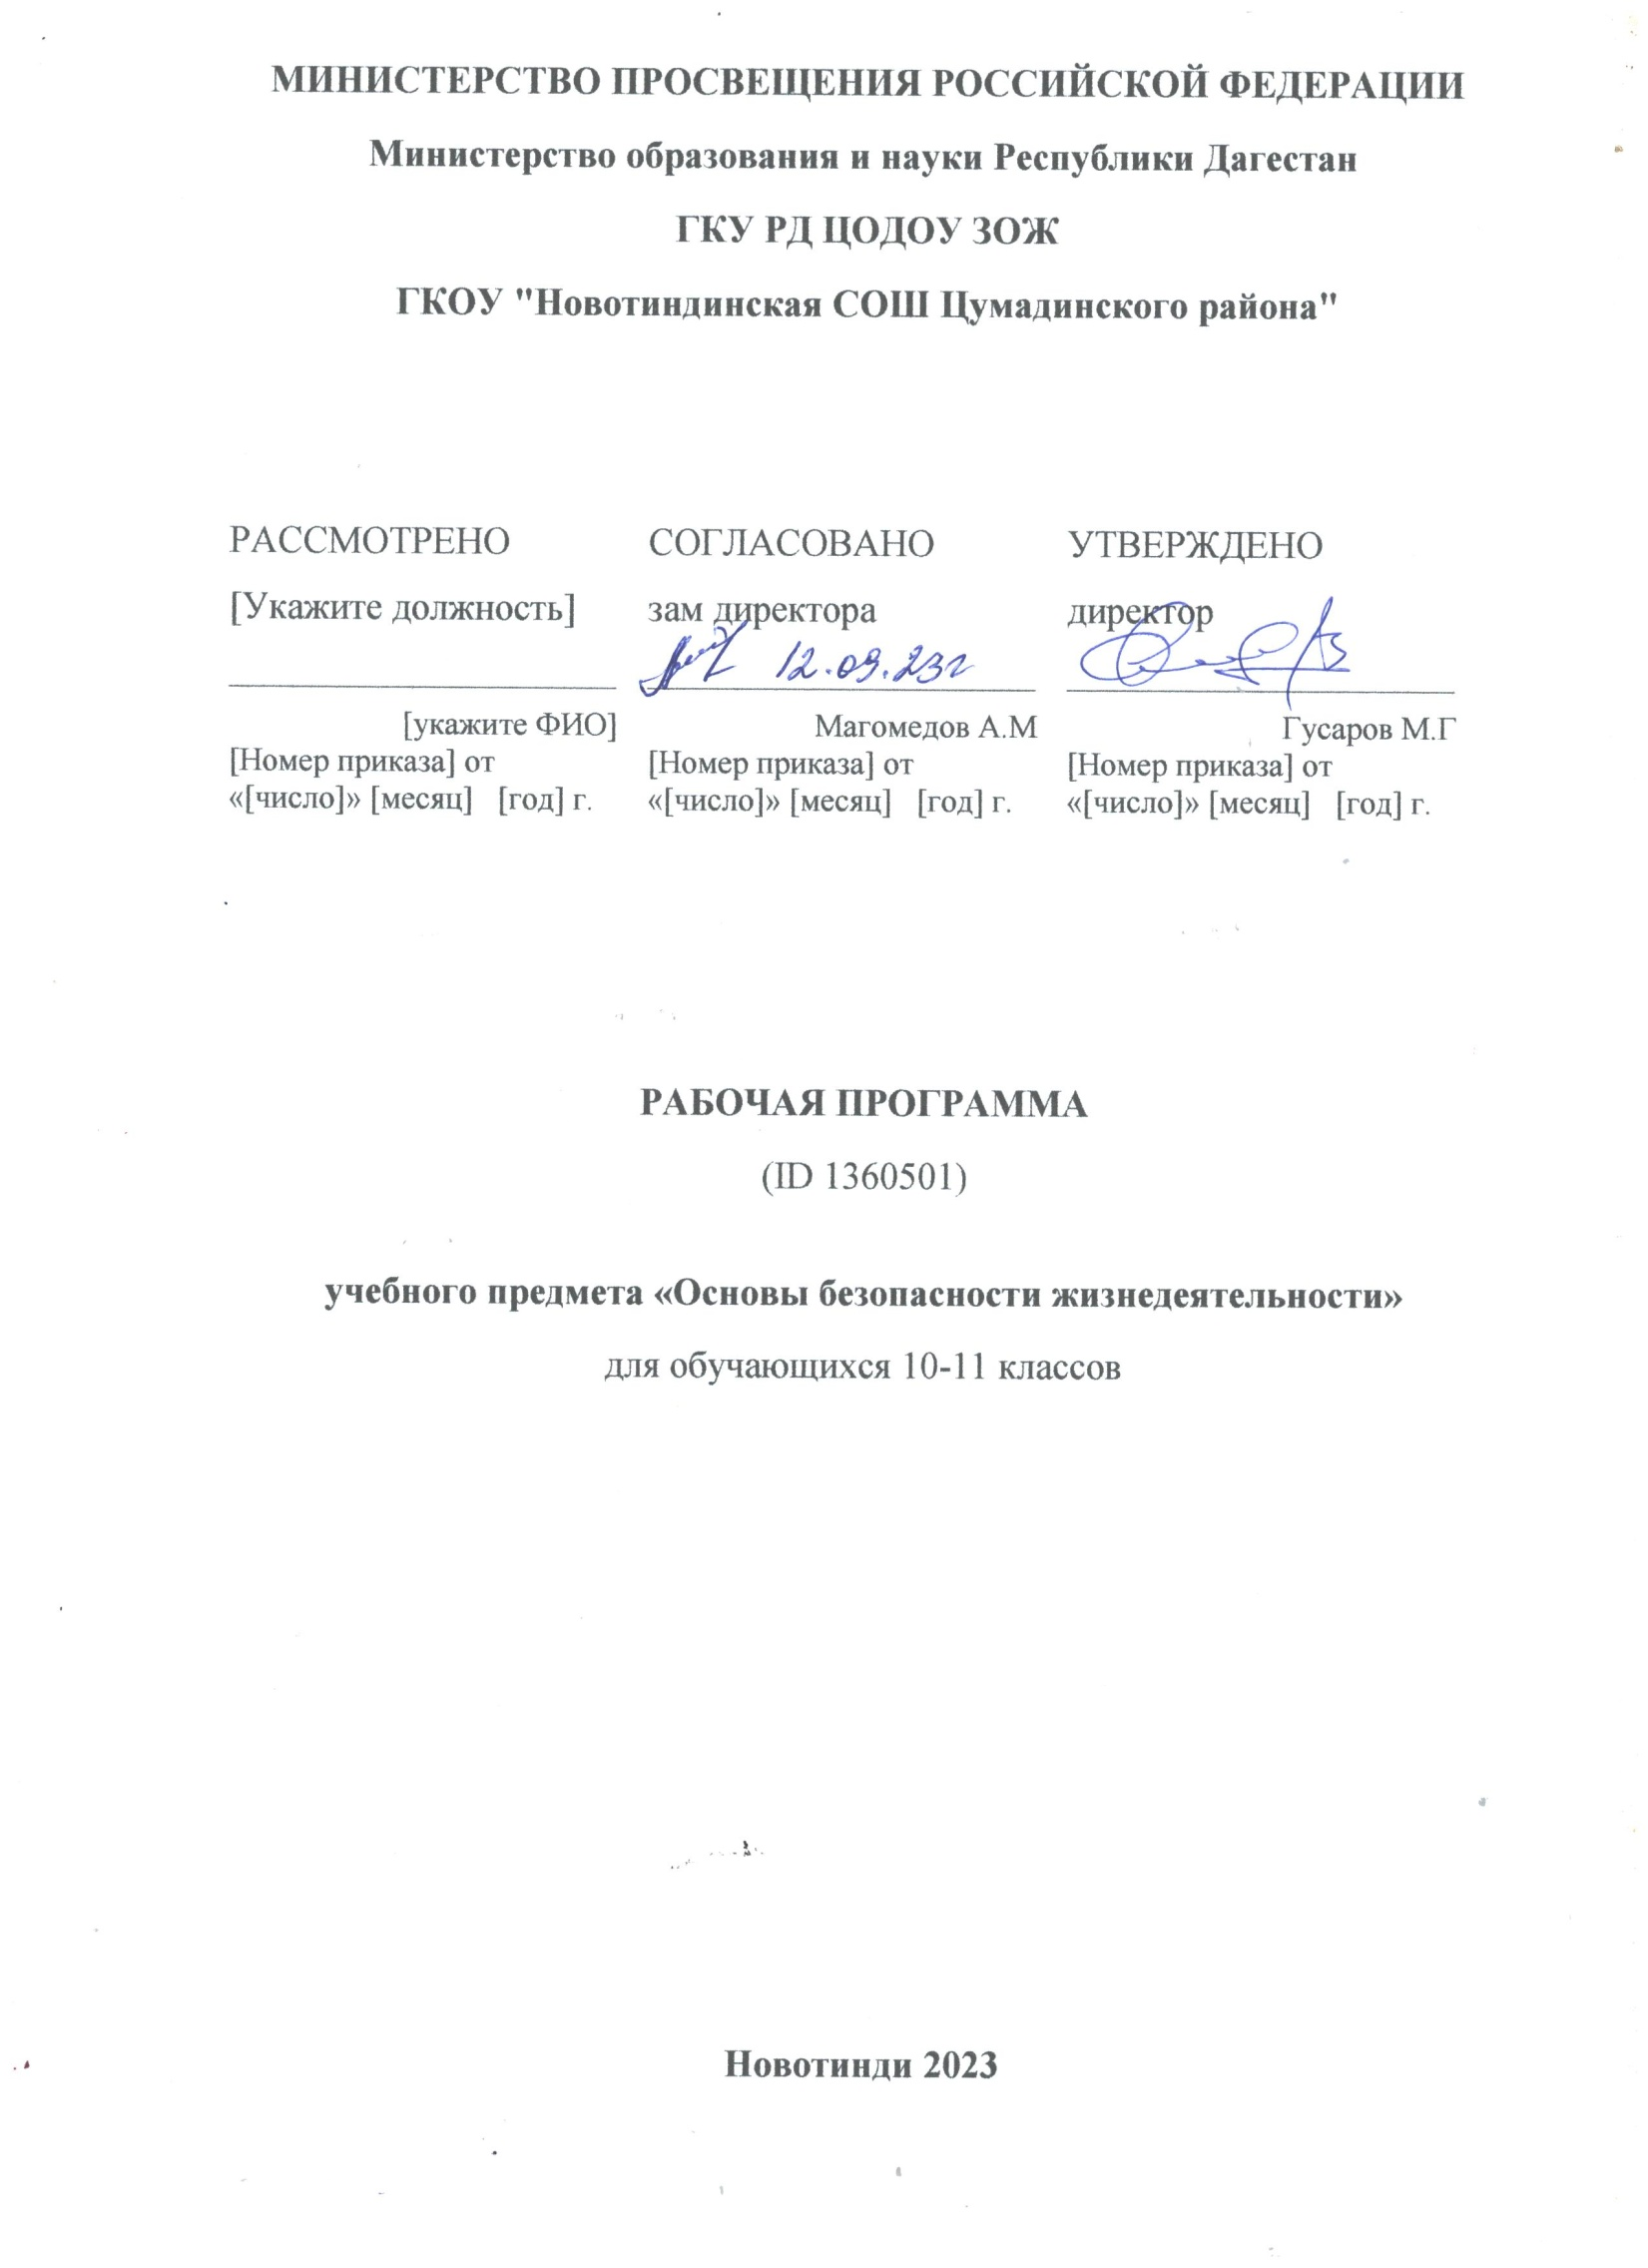 МИНИСТЕРСТВО ПРОСВЕЩЕНИЯ РОССИЙСКОЙ ФЕДЕРАЦИИ
Министерство образования и науки Республики Дагестан
ГКУ РД ЦОДОУ ЗОЖ
ГКОУ "Новотиндинская СОШ Цумадинского района"
РАССМОТРЕНО
[Укажите должность]
[укажите ФИО]
[Номер приказа] от
«[число]» [месяц] [год] г.
СОГЛАСОВАНО
зам директора
12.09.23г
Магомедов А.М
[Номер приказа] от
«[число]» [месяц] [год] г.
УТВЕРЖДЕНО
директор
Гусаров М.Г
[Номер приказа] от
«[число]» [месяц] [год] г.
РАБОЧАЯ ПРОГРАММА
(ID 1360501)
учебного предмета «Основы безопасности жизнедеятельности»
для обучающихся 10-11 классов
Новотинди 2023